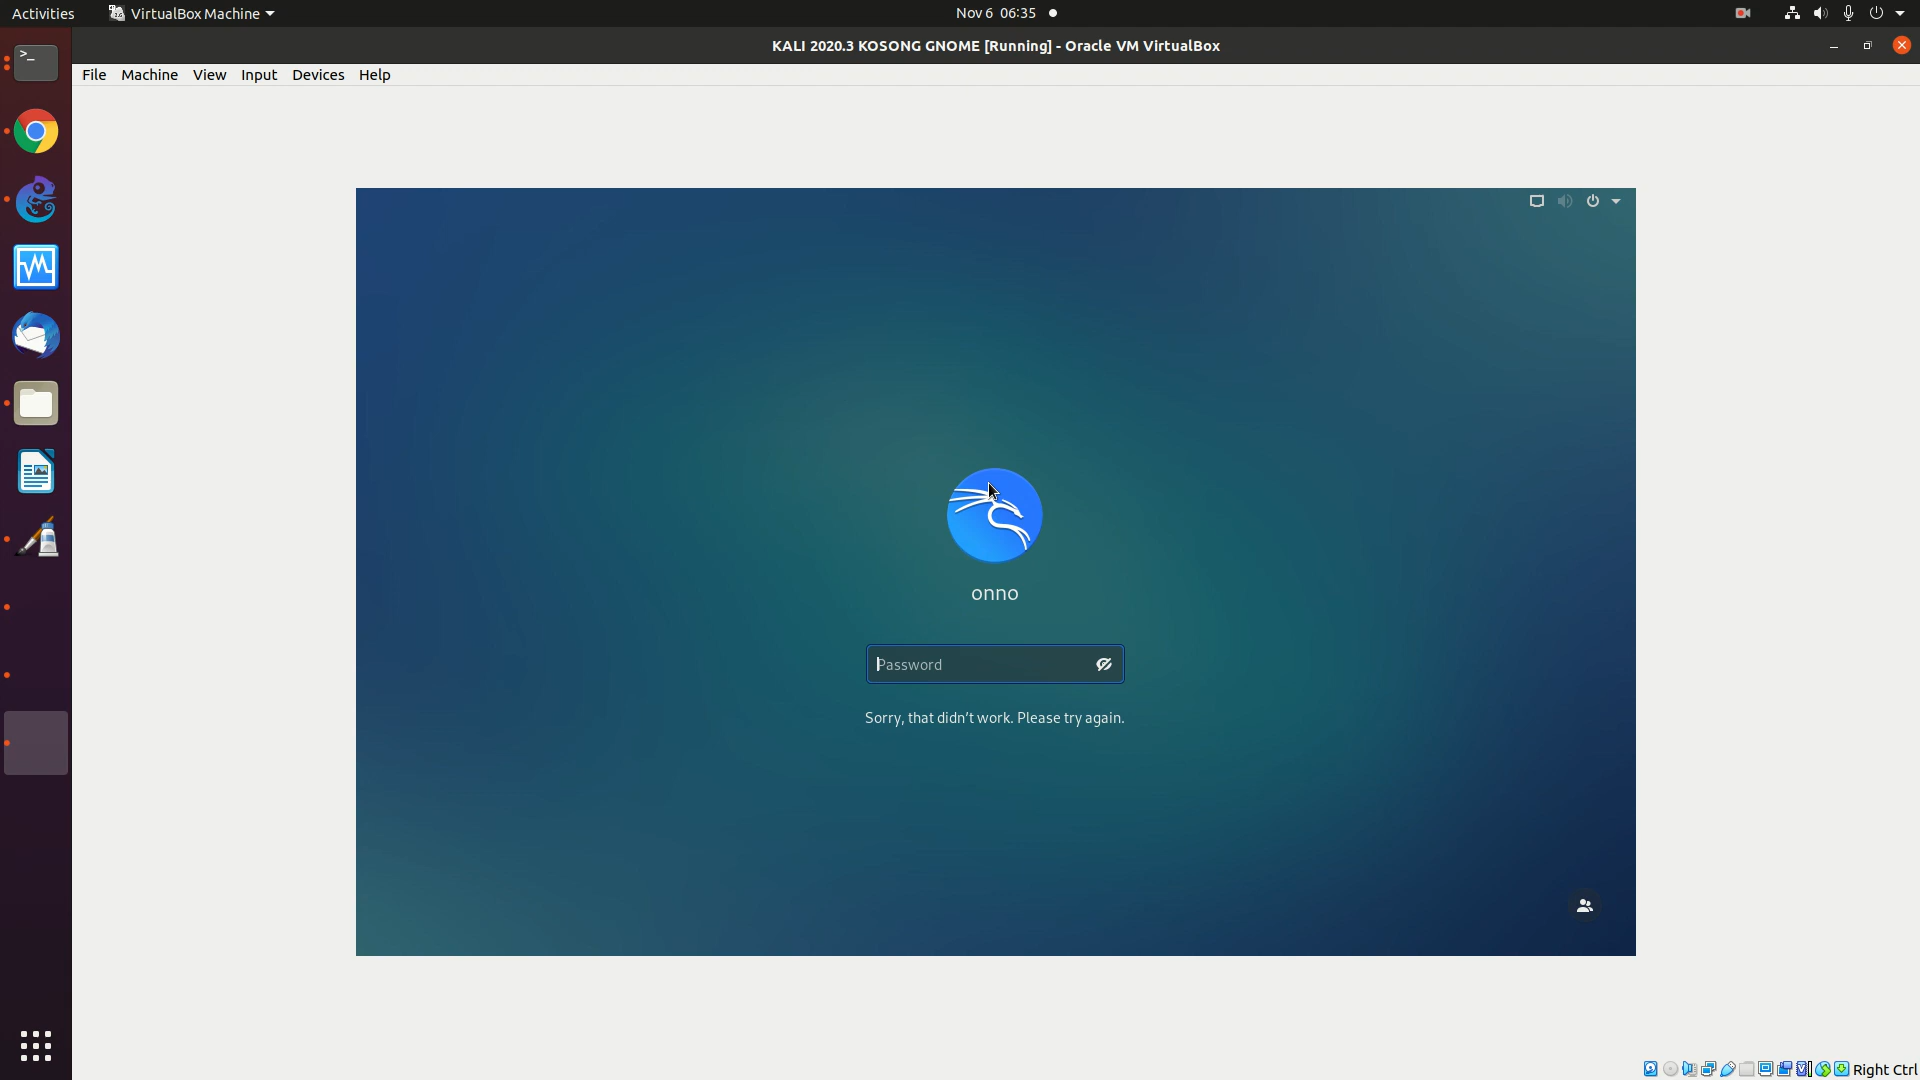 Activities VirtualBox Machine Nov 6 06:35
KALI 2020.3 KOSONG GNOME [Running] - Oracle VM VirtualBox
File Machine View Input Devices Help
>_
onno
Password
Sorry, that didn't work. Please try again.
Right Ctrl